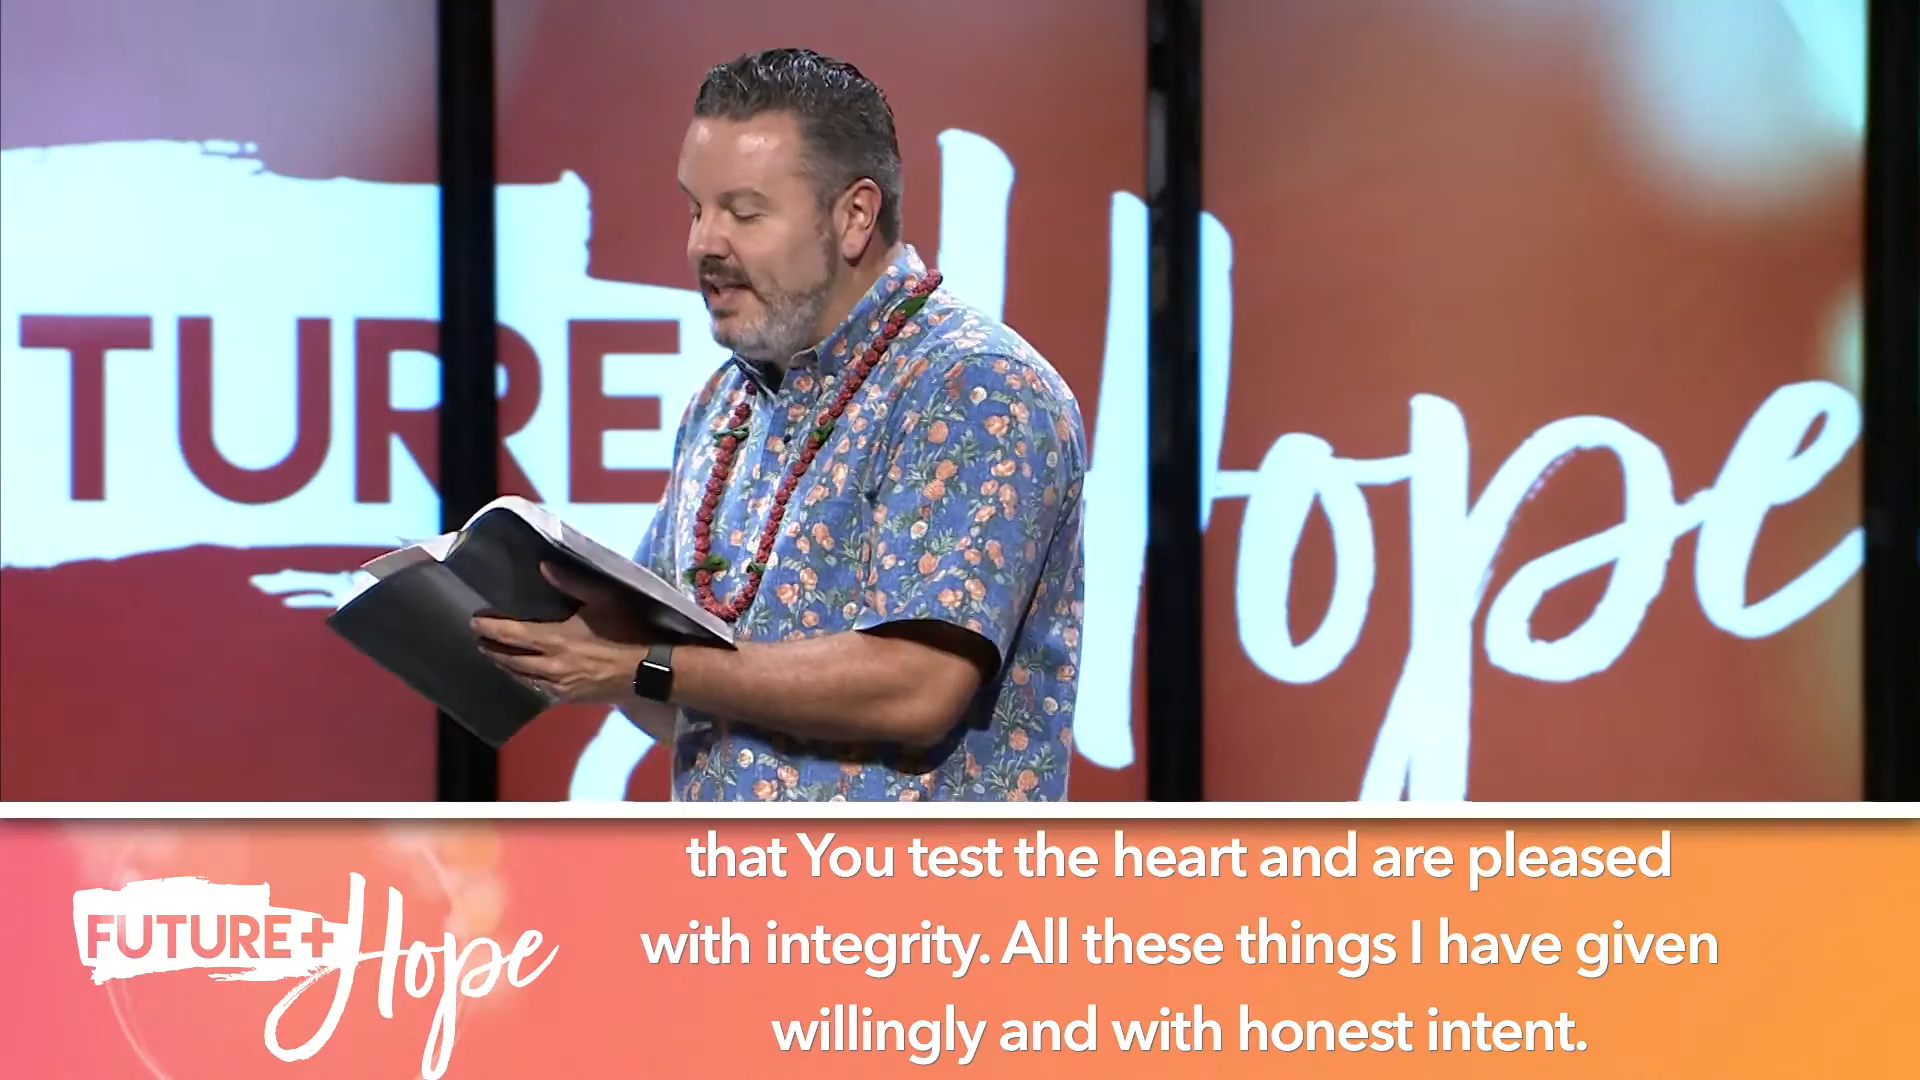 TURE
Hope
that You test the heart and are pleased
with integrity. All these things I have given
willingly and with honest intent.
FUTURE + Hope